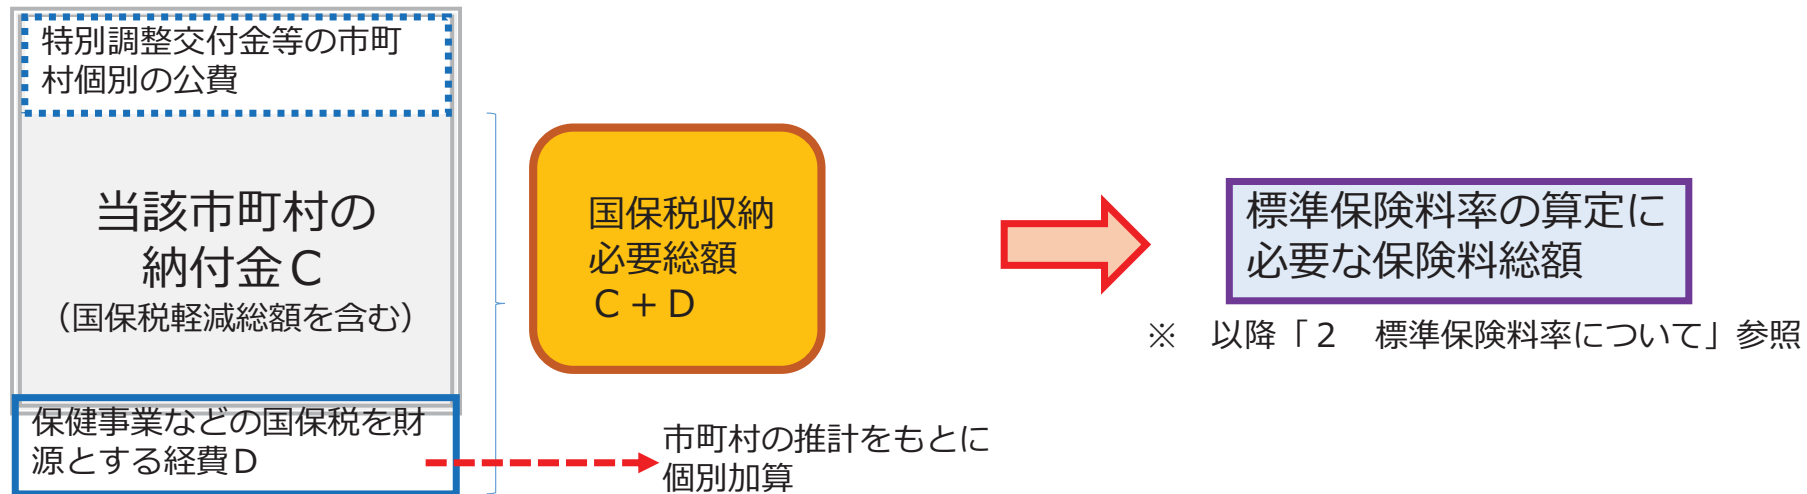 特別調整交付金等の市町
村個別の公費
当該市町村の
納付金C
（国保税軽減総額を含む）
保健事業などの国保税を財
源とする経費D
国保税収納
必要総額
C+D
市町村の推計をもとに
個別加算
標準保険料率の算定に
必要な保険料総額
※　以降「２　標準保険料率について」参照